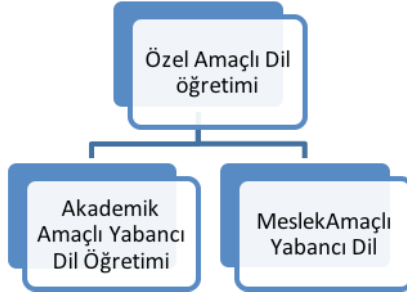 Özel Amaçlı Dil
öğretimi
Akademik
Amaçlı Yabancı
Dil Öğretimi
MeslekAmaçlı
Yabancı Dil